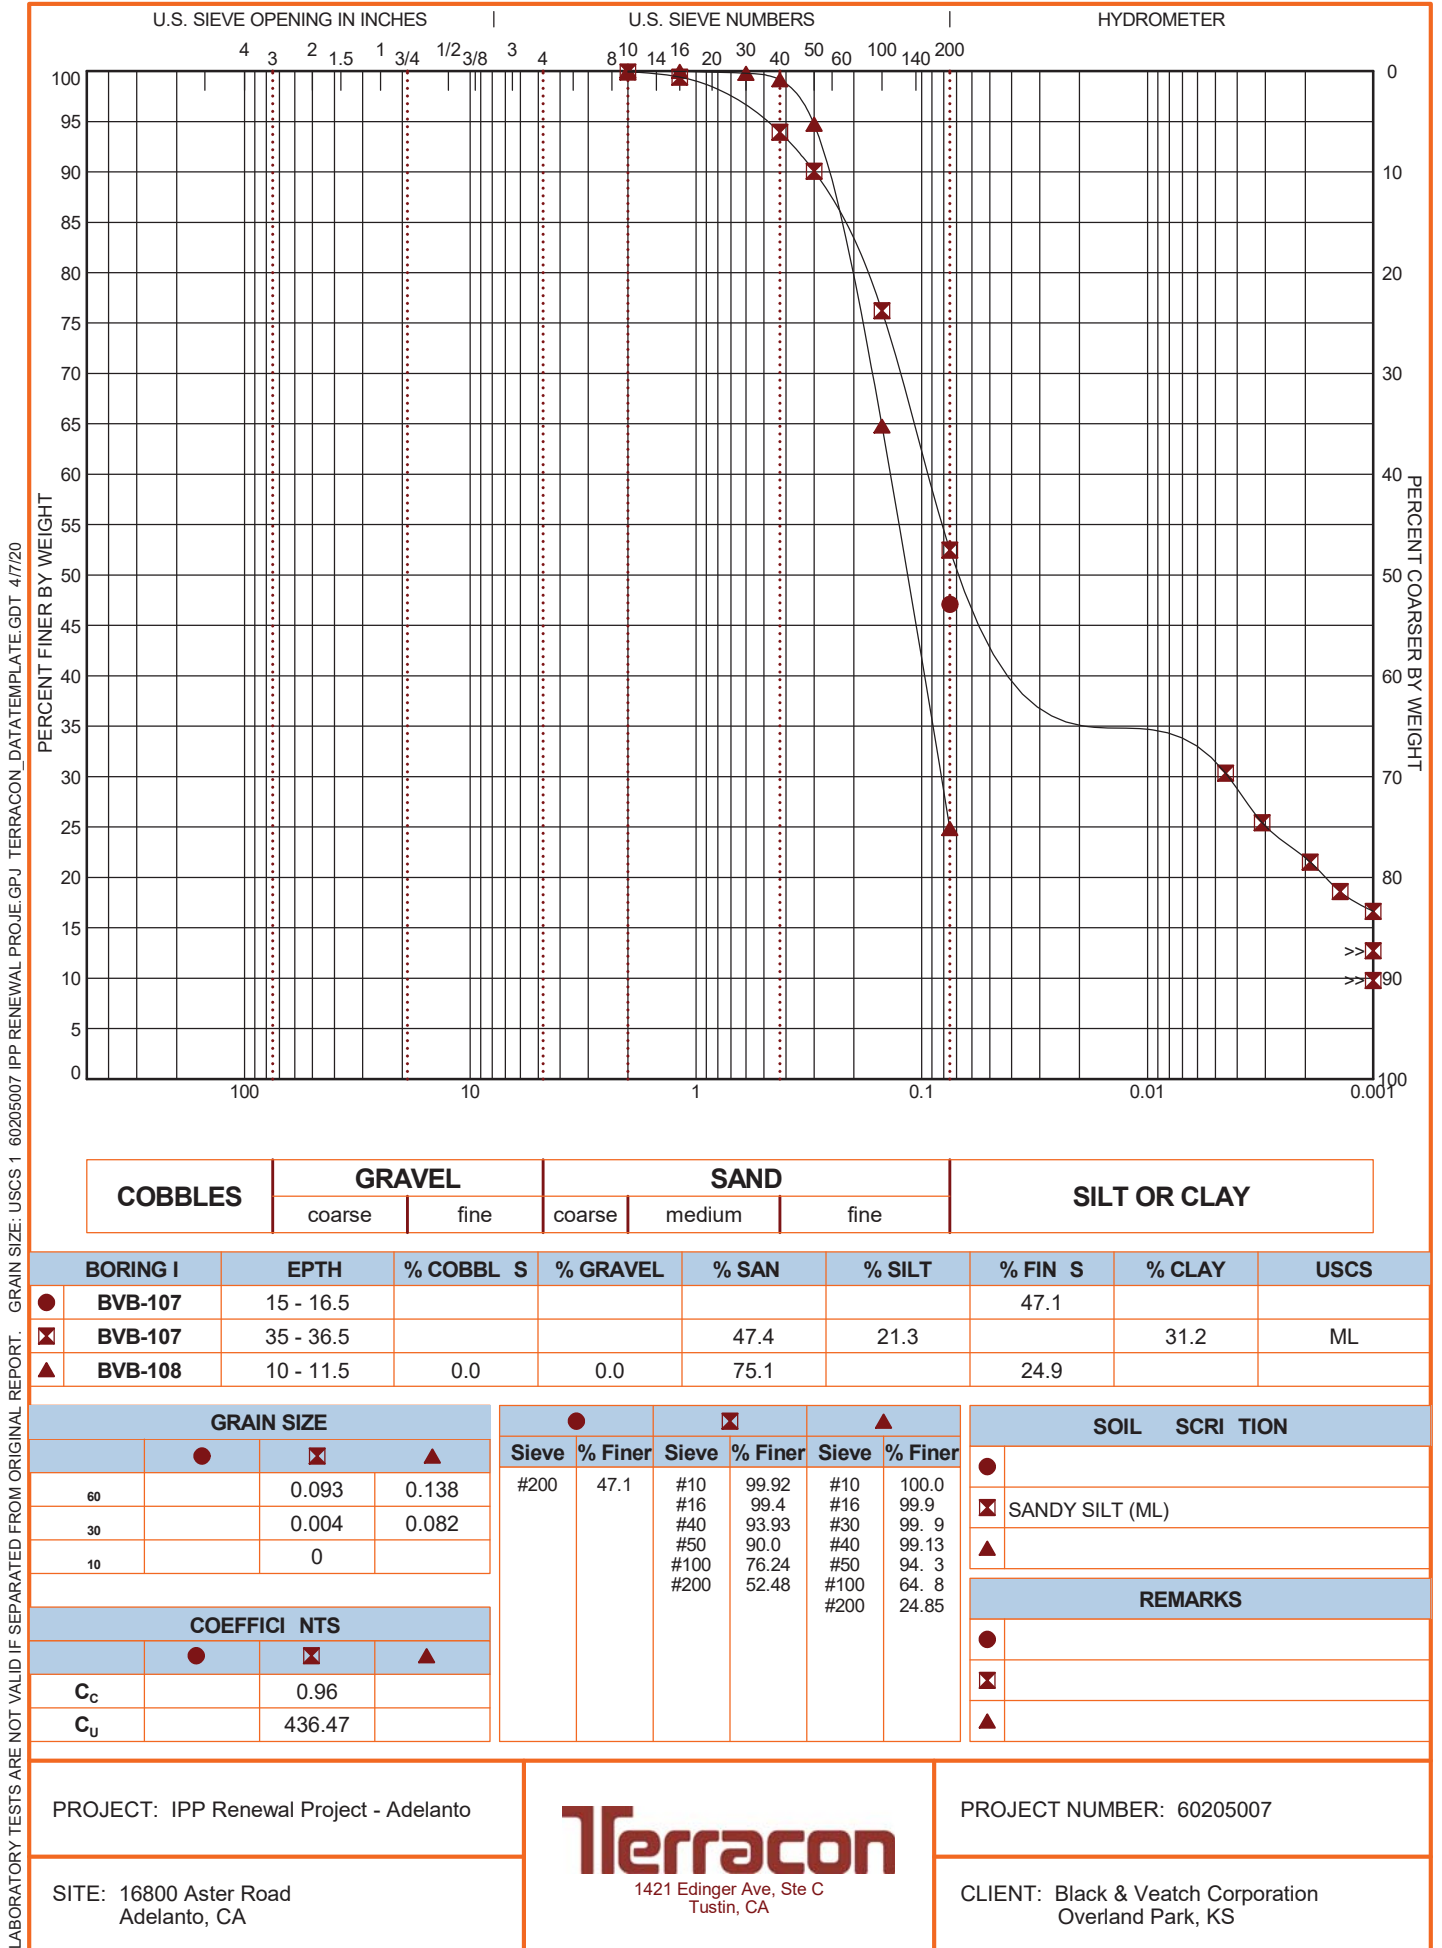 U.S. SIEVE OPENING IN INCHES | U.S. SIEVE NUMBERS | HYDROMETER
4 3 2 1.5 1 3/4 1/2 3/8 3 4 8 10 14 16 20 30 40 50 60 100 140 200
100 95 90 85 80 75 70 65 60 55 50 45 40 35 30 25 20 15 10 5 0
PERCENT FINER BY WEIGHT
0 10 20 30 40 50 60 70 80 90 100
PERCENT COARSER BY WEIGHT
>>
>>
100 10 1 0.1 0.01 0.001
COBBLES GRAVEL SAND SILT OR CLAY
coarse fine coarse medium fine
BORING I EPTH % COBBL S % GRAVEL % SAN % SILT % FIN S % CLAY USCS
BVB-107 15 - 16.5 47.1
BVB-107 35 - 36.5 47.4 21.3 31.2 ML
BVB-108 10 - 11.5 0.0 0.0 75.1 24.9
GRAIN SIZE
60 0.093 0.138
30 0.004 0.082
10 0
COEFFICI NTS
CC 0.96
CU 436.47
Sieve % Finer Sieve % Finer Sieve % Finer
#200 47.1 #10 99.92 #10 100.0
#16 99.4 #16 99.9
#40 93.93 #30 99. 9
#50 90.0 #40 99.13
#100 76.24 #50 94. 3
#200 52.48 #100 64. 8
#200 24.85
SOIL SCRI TION
SANDY SILT (ML)
REMARKS
PROJECT: IPP Renewal Project - Adelanto
SITE: 16800 Aster Road
Adelanto, CA
Terracon
1421 Edinger Ave, Ste C
Tustin, CA
PROJECT NUMBER: 60205007
CLIENT: Black & Veatch Corporation
Overland Park, KS
LABORATORY TESTS ARE NOT VALID IF SEPARATED FROM ORIGINAL REPORT. GRAIN SIZE: USCS 1 60205007 IPP RENEWAL PROJE.GPJ TERRACON_DATATEMPLATE.GDT 4/7/20